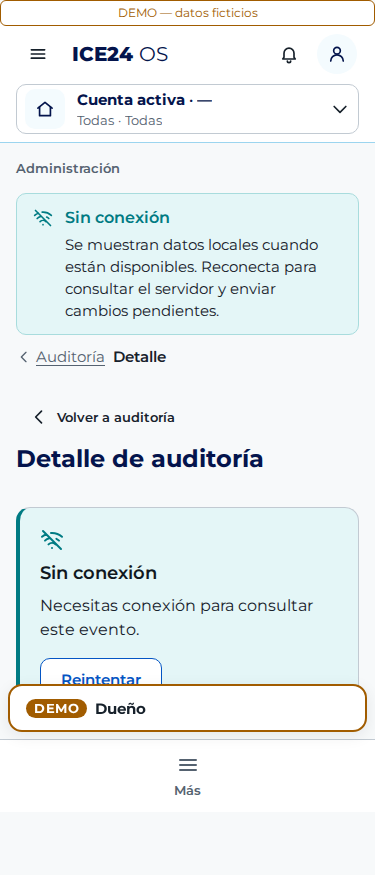 DEMO — datos ficticios
ICE24 OS
Cuenta activa · —
Todas · Todas
Administración
Sin conexión
Se muestran datos locales cuando
están disponibles. Reconecta para
consultar el servidor y enviar
cambios pendientes.
Auditoría Detalle
Volver a auditoría
Detalle de auditoría
Sin conexión
Necesitas conexión para consultar
este evento.
Reintentar
DEMO Dueño
Más